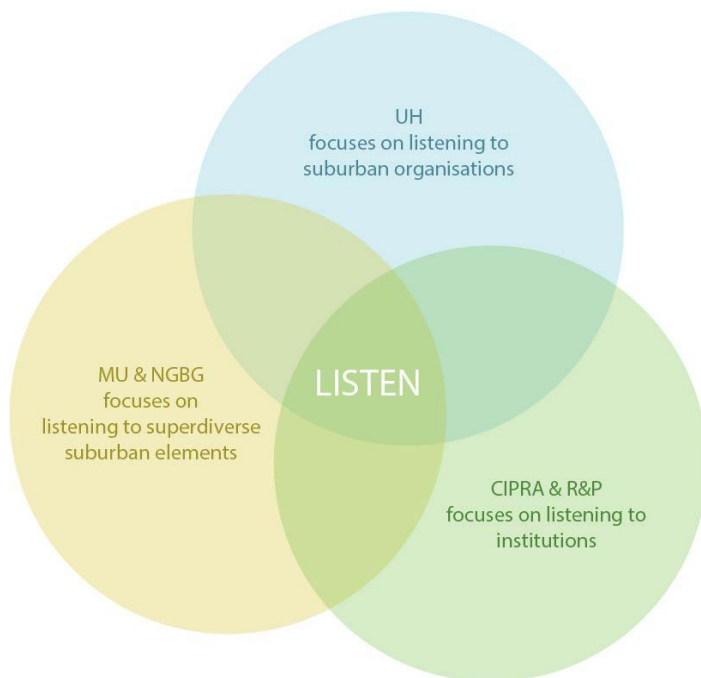 UH
focuses on listening to
suburban organisations
MU & NGBG
focuses on
listening to superdiverse
suburban elements
LISTEN
CIPRA & R&P
focuses on listening to
institutions